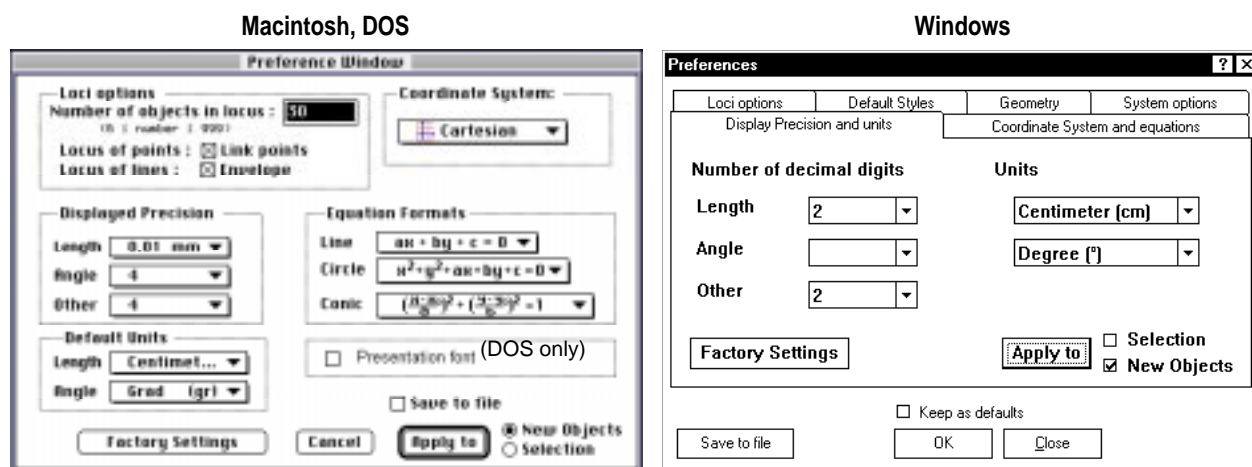 Macintosh, DOS
Preference Window
Loci options
Number of objects in locus : 50
Locus of points : Link points
Locus of lines : Envelope
Coordinate System:
Cartesian
Displayed Precision
Length 0.01 mm
Angle 4
Other 4
Equation Formats
Line ax + by + c = 0
Circle x²+y²+ax+by+c=0
Conic
Default Units
Length Centimet...
Angle Grad (gr)
Presentation font (DOS only)
Save to file
Factory Settings
Cancel
Apply to
New Objects
Selection
Windows
Preferences
Loci options Default Styles Geometry System options
Display Precision and units Coordinate System and equations
Number of decimal digits Units
Length 2 Centimeter (cm)
Angle Degree (°)
Other 2
Factory Settings Apply to Selection
New Objects
Keep as defaults
Save to file OK Close